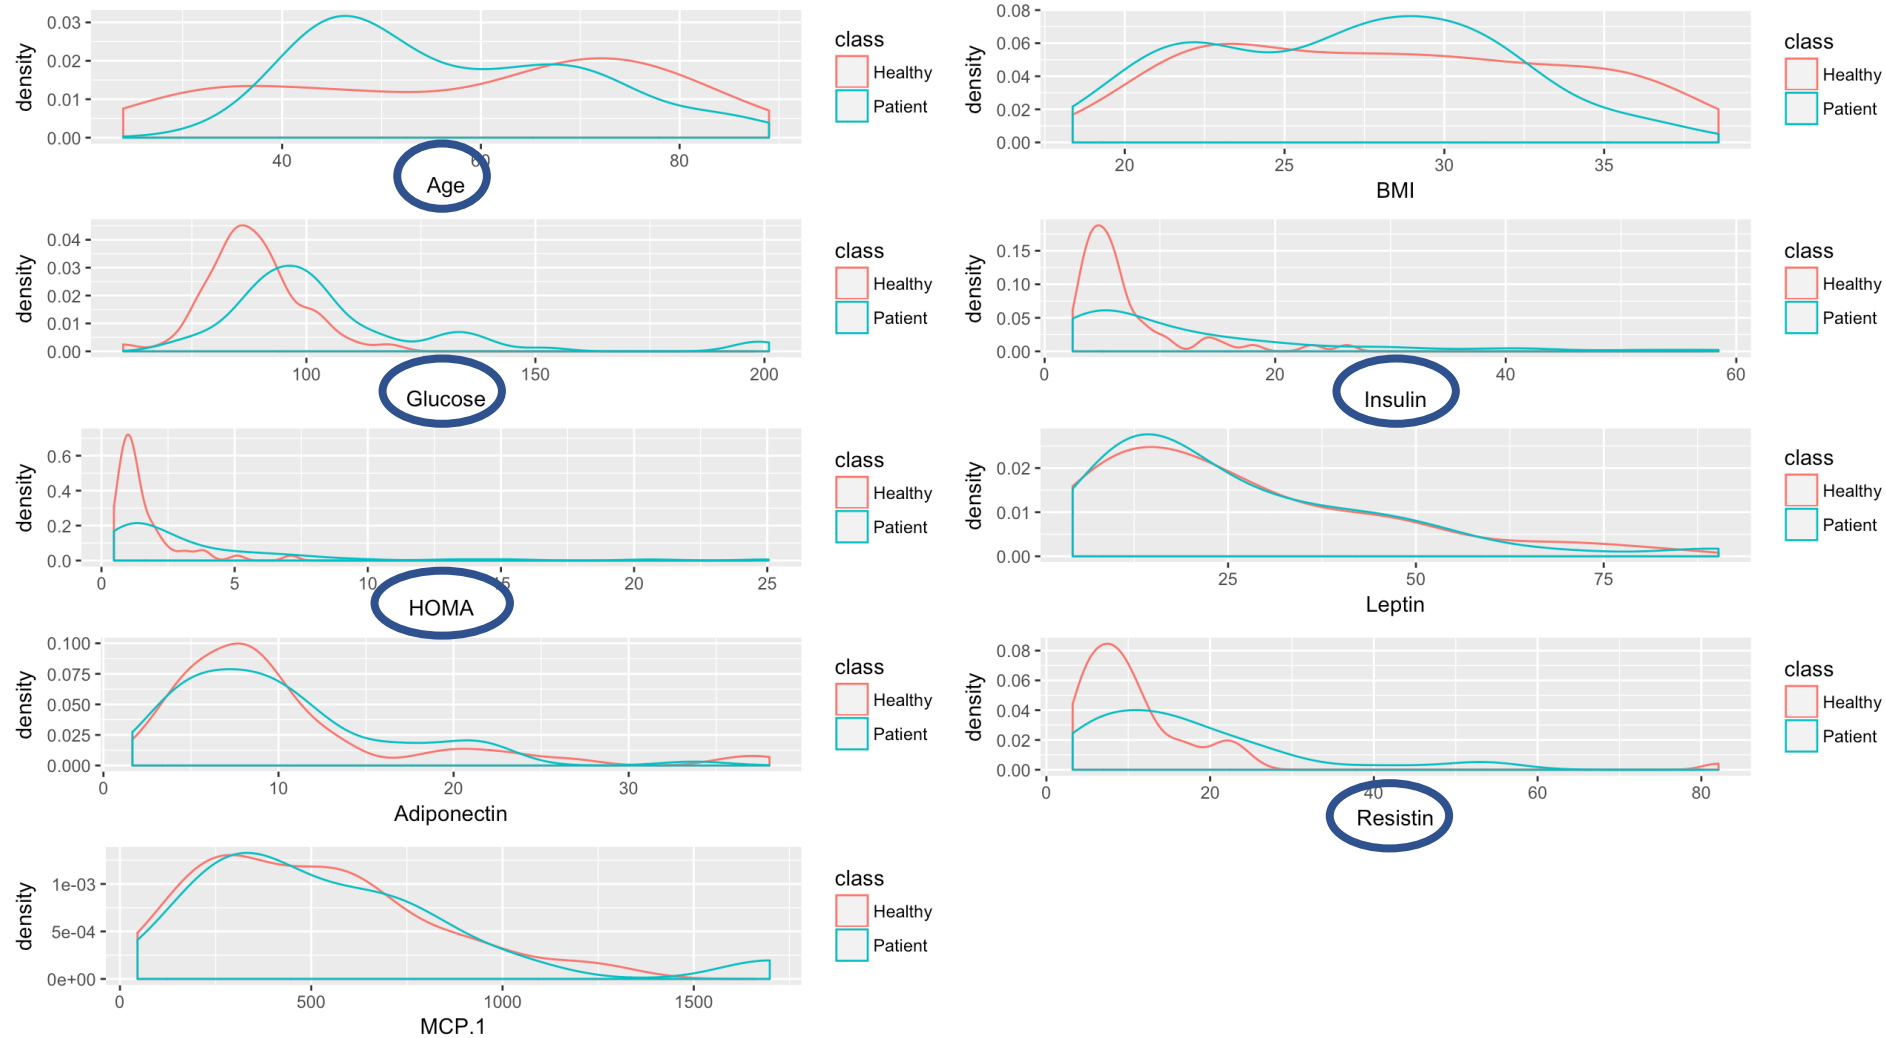 density
0.03
0.02
0.01
0.00
40
60
80
Age
class
Healthy
Patient
density
0.08
0.06
0.04
0.02
0.00
20
25
30
35
BMI
class
Healthy
Patient
density
0.04
0.03
0.02
0.01
0.00
100
150
200
Glucose
class
Healthy
Patient
density
0.15
0.10
0.05
0.00
0
20
40
60
Insulin
class
Healthy
Patient
density
0.6
0.4
0.2
0.0
0
5
10
15
20
25
HOMA
class
Healthy
Patient
density
0.02
0.01
0.00
25
50
75
Leptin
class
Healthy
Patient
density
0.100
0.075
0.050
0.025
0.000
0
10
20
30
Adiponectin
class
Healthy
Patient
density
0.08
0.06
0.04
0.02
0.00
0
20
40
60
80
Resistin
class
Healthy
Patient
density
1e-03
5e-04
0e+00
0
500
1000
1500
MCP.1
class
Healthy
Patient